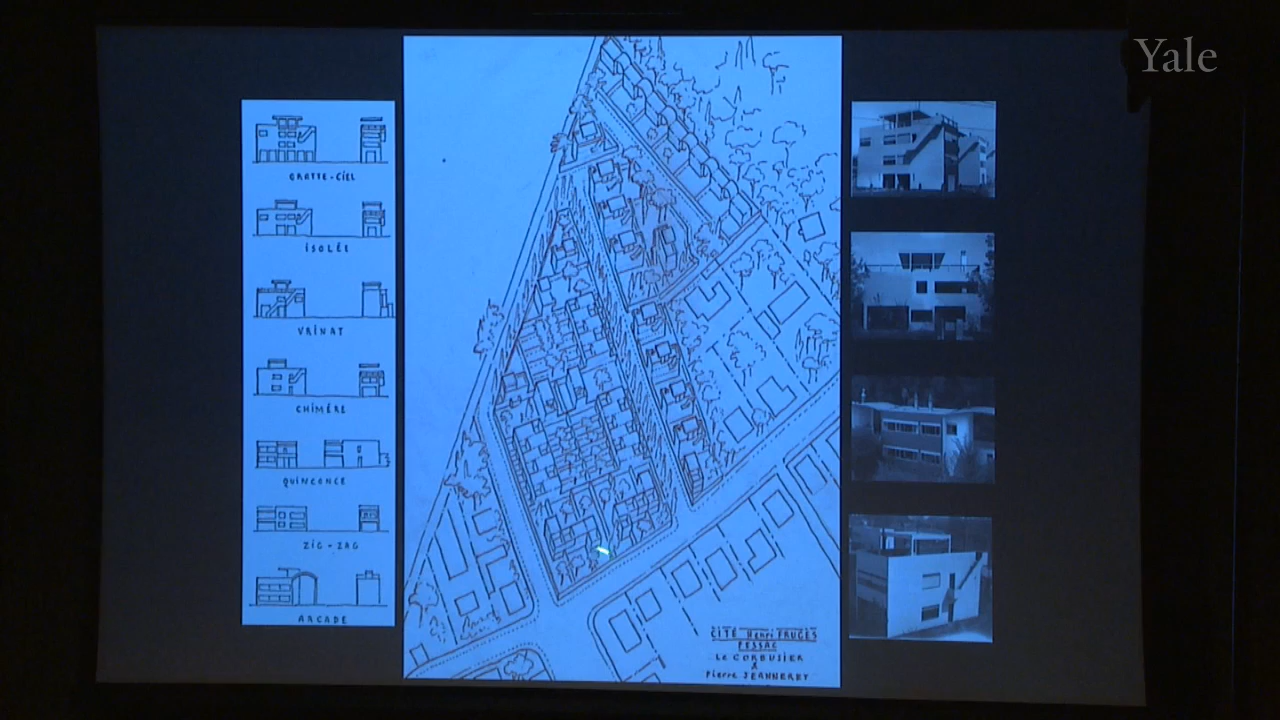 Yale
GRATTE-CIEL
ISOLÉE
VRINAT
CHIMÈRE
QUINCONCE
ZIG-ZAG
ARCADE
CITÉ Henri FRUGÈS
PESSAC
LE CORBUSIER
&
Pierre JEANNERET